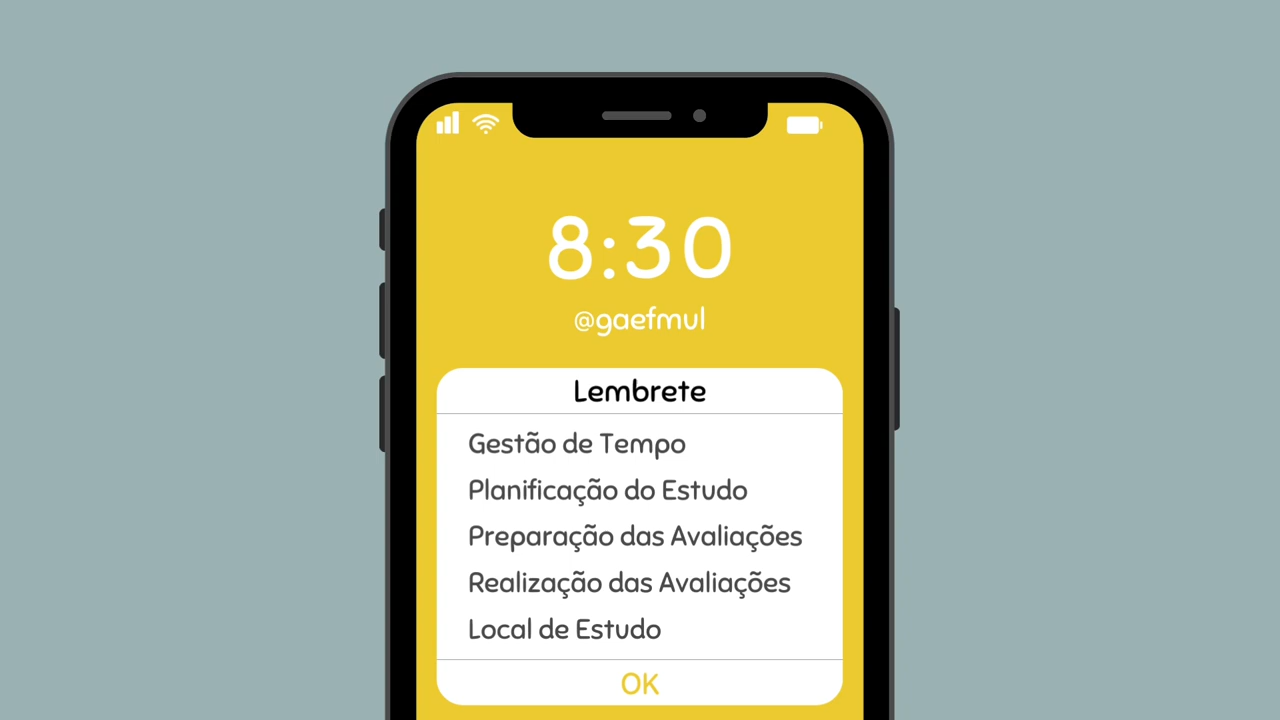 8:30
@gaefmul
Lembrete
Gestão de Tempo
Planificação do Estudo
Preparação das Avaliações
Realização das Avaliações
Local de Estudo
OK